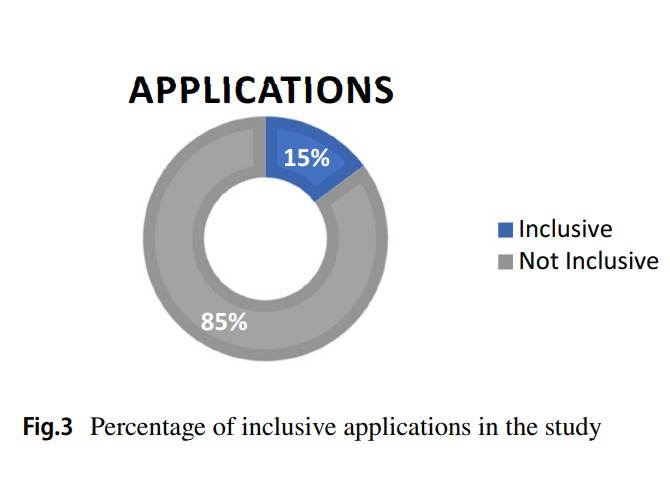 APPLICATIONS
15%
Inclusive
Not Inclusive
85%
Fig.3 Percentage of inclusive applications in the study